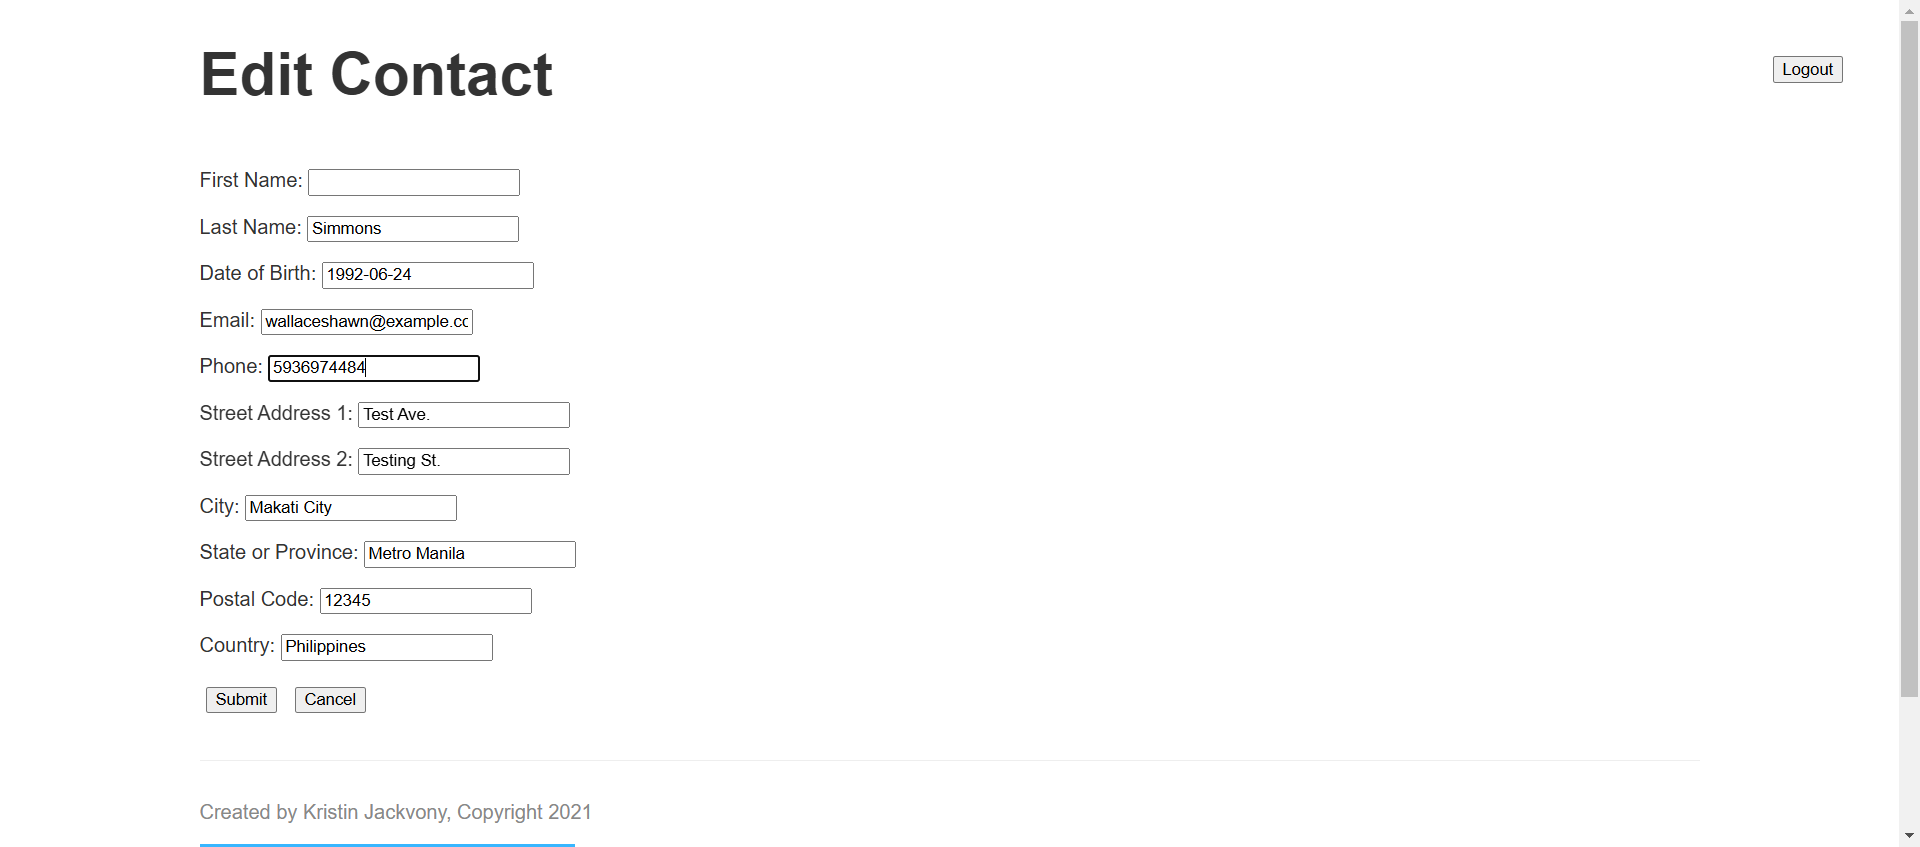 Edit Contact
Logout
First Name:
Last Name: Simmons
Date of Birth: 1992-06-24
Email: wallaceshawn@example.cc
Phone: 5936974484
Street Address 1: Test Ave.
Street Address 2: Testing St.
City: Makati City
State or Province: Metro Manila
Postal Code: 12345
Country: Philippines
Submit Cancel
Created by Kristin Jackvony, Copyright 2021